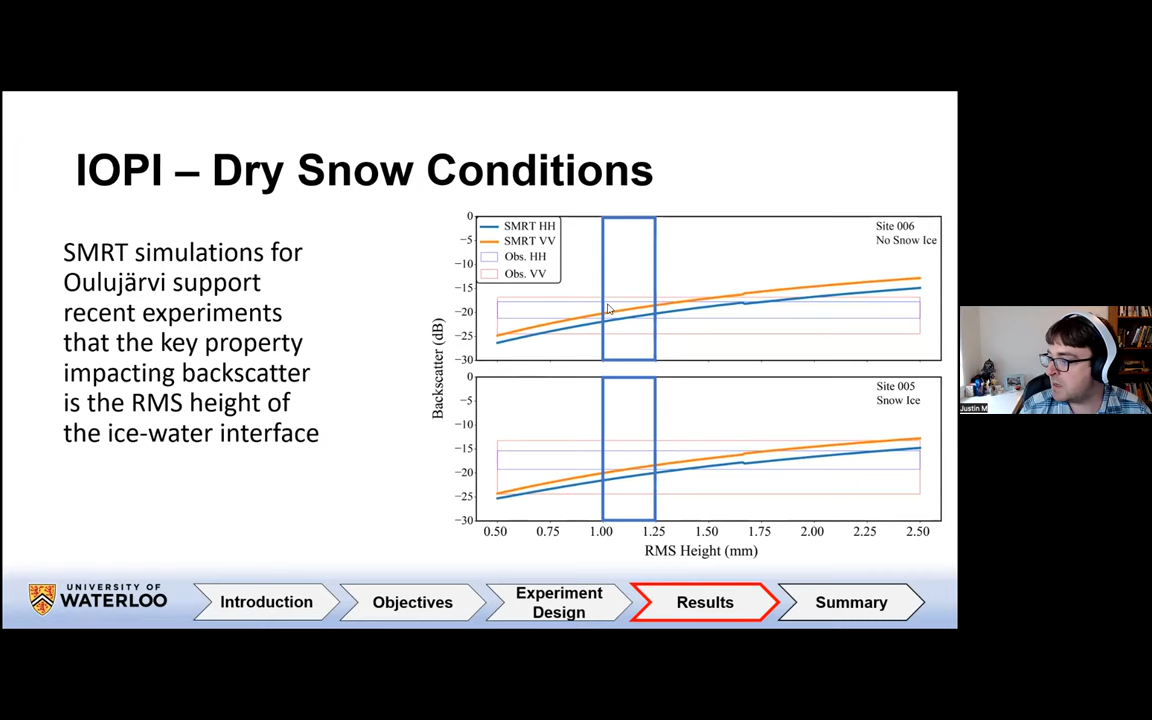 IOPI – Dry Snow Conditions
SMRT simulations for
Oulujärvi support
recent experiments
that the key property
impacting backscatter
is the RMS height of
the ice-water interface
Backscatter (dB)
0
−5
−10
−15
−20
−25
−30
SMRT HH
SMRT VV
Obs. HH
Obs. VV
Site 006
No Snow Ice
0
−5
−10
−15
−20
−25
−30
Site 005
Snow Ice
0.50 0.75 1.00 1.25 1.50 1.75 2.00 2.25 2.50
RMS Height (mm)
Justin M
UNIVERSITY OF
WATERLOO
Introduction
Objectives
Experiment
Design
Results
Summary